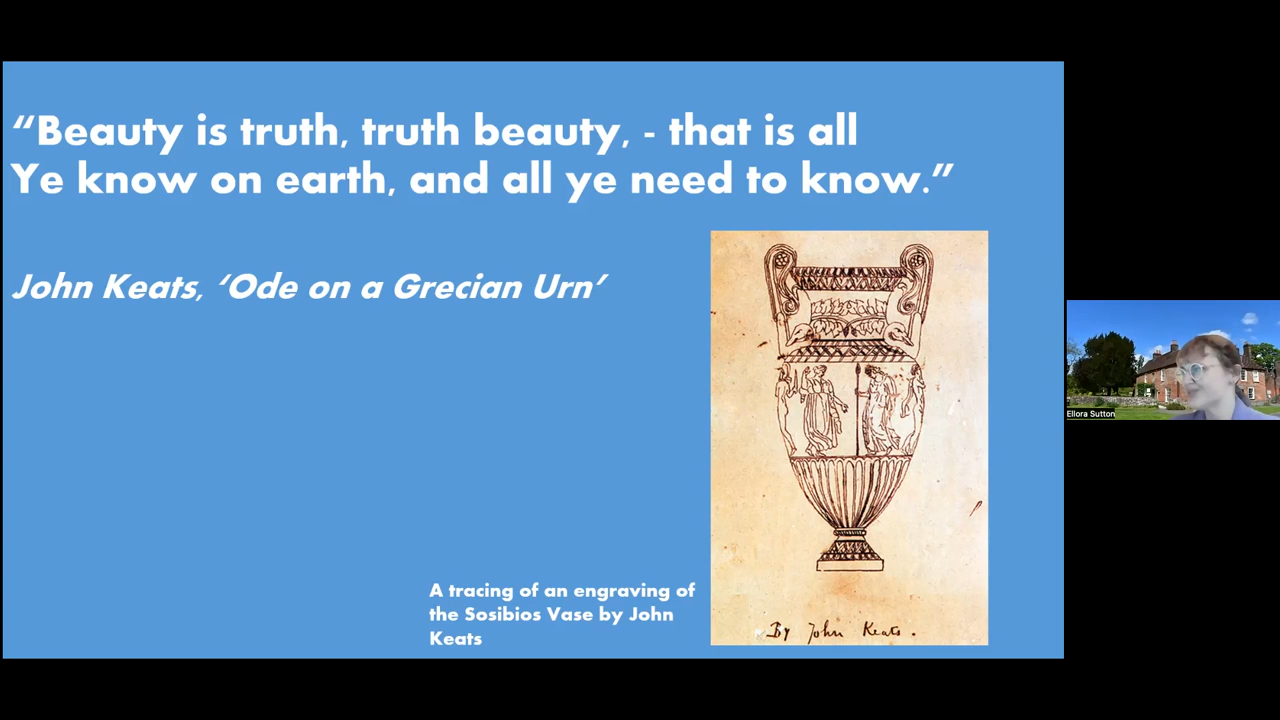 “Beauty is truth, truth beauty, - that is all
Ye know on earth, and all ye need to know.”
John Keats, ‘Ode on a Grecian Urn’
A tracing of an engraving of
the Sosibios Vase by John
Keats
By John Keats.
Ellora Sutton